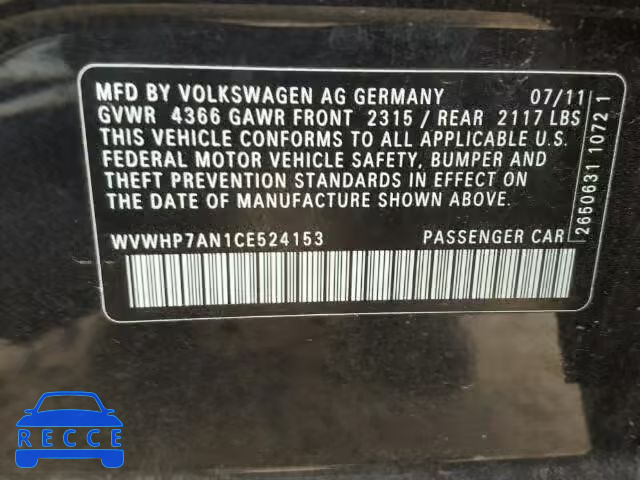 MFD BY VOLKSWAGEN AG GERMANY 07/11
GVWR 4366 GAWR FRONT 2315 / REAR 2117 LBS
THIS VEHICLE CONFORMS TO ALL APPLICABLE U.S.
FEDERAL MOTOR VEHICLE SAFETY, BUMPER AND
THEFT PREVENTION STANDARDS IN EFFECT ON
THE DATE OF MANUFACTURE SHOWN ABOVE.
WVWHP7AN1CE524153 PASSENGER CAR
2650631 1072 1
RECCE